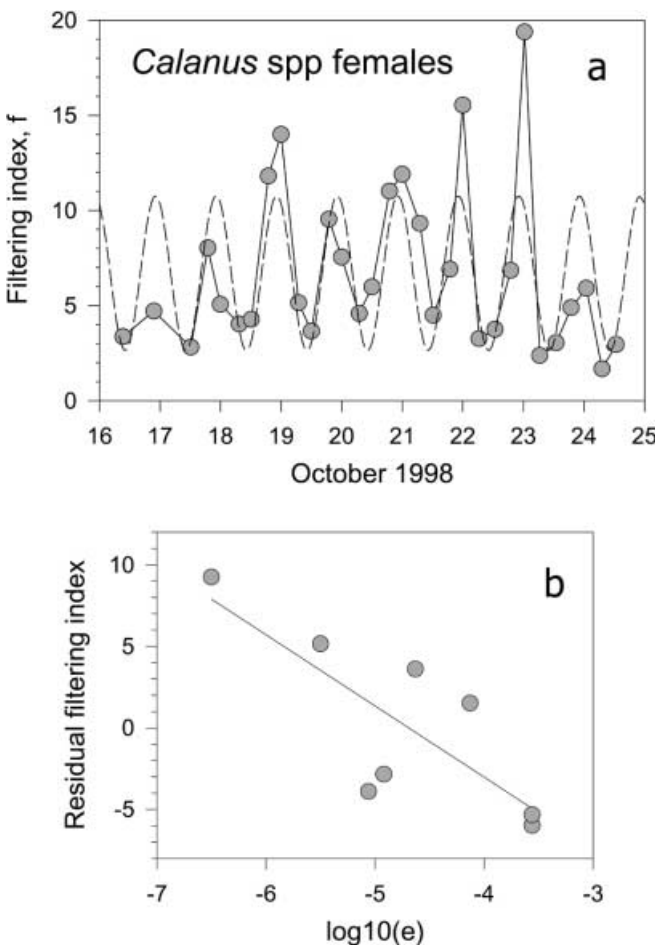 Calanus spp females
a
Filtering index, f
20
15
10
5
0
16 17 18 19 20 21 22 23 24 25
October 1998
b
Residual filtering index
10
5
0
-5
-7 -6 -5 -4 -3
log10(e)